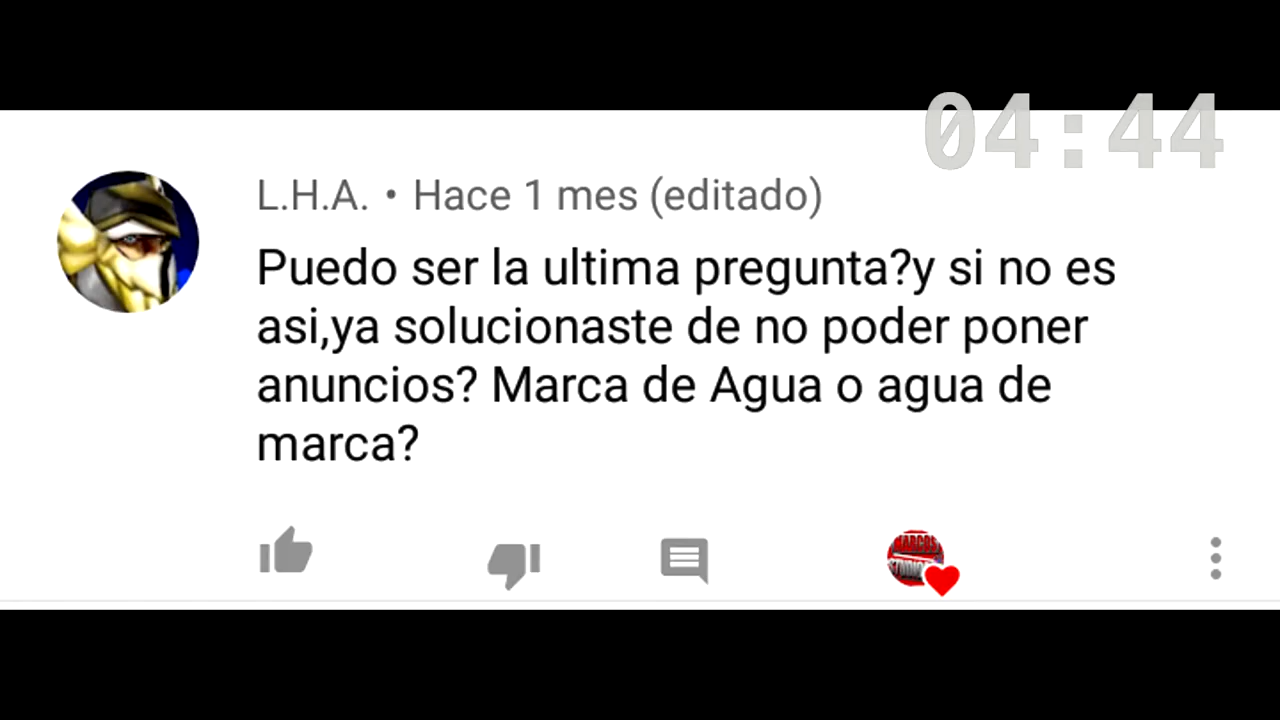 04:44
L.H.A. • Hace 1 mes (editado)
Puedo ser la ultima pregunta?y si no es
asi,ya solucionaste de no poder poner
anuncios? Marca de Agua o agua de
marca?
MARCOS